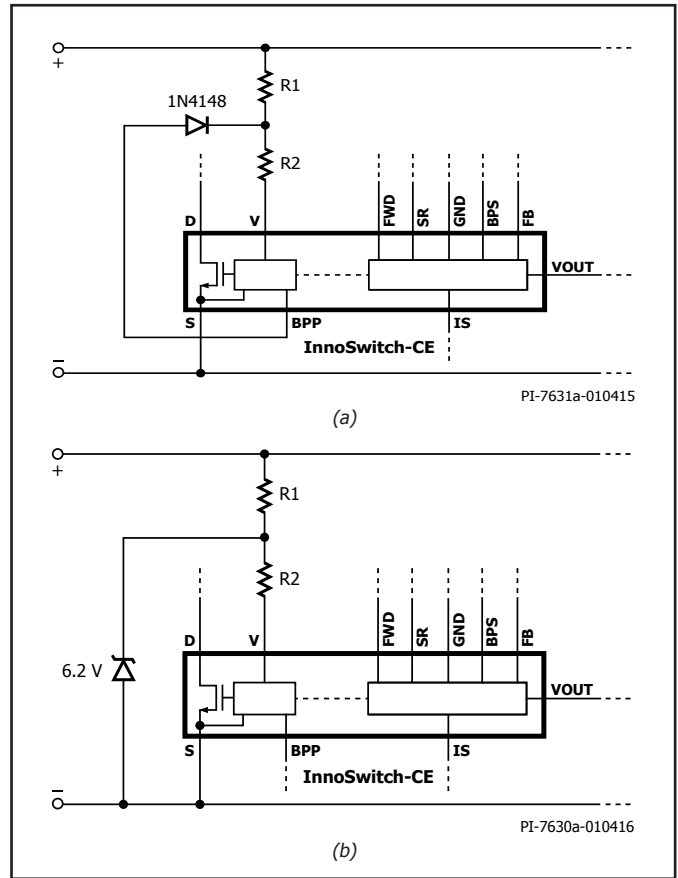 +
R1
1N4148
R2
D V FWD SR GND BPS FB
VOUT
S BPP IS
InnoSwitch-CE
–
PI-7631a-010415
(a)
+
R1
R2
D V FWD SR GND BPS FB
6.2 V
VOUT
S BPP IS
InnoSwitch-CE
–
PI-7630a-010416
(b)